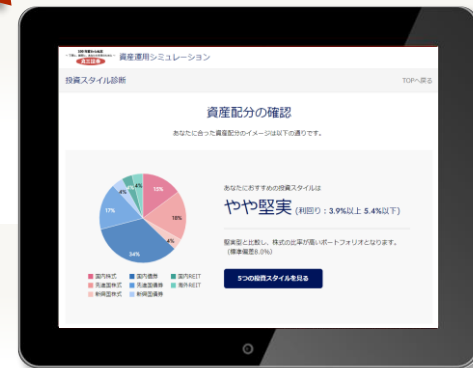 資産運用シミュレーション
投資スタイル診断
TOPへ戻る
資産配分の確認
あなたに合った資産配分のイメージは以下の通りです。
あなたにおすすめの投資スタイルは
やや堅実 (利回り：3.9%以上 5.4%以下)
堅実型と比較し、株式の比率が高いポートフォリオとなります。
(標準偏差8.0%)
5つの投資スタイルを見る
4%
4%
15%
17%
18%
4%
34%
国内株式 国内債券 国内REIT
先進国株式 先進国債券 海外REIT
新興国株式 新興国債券